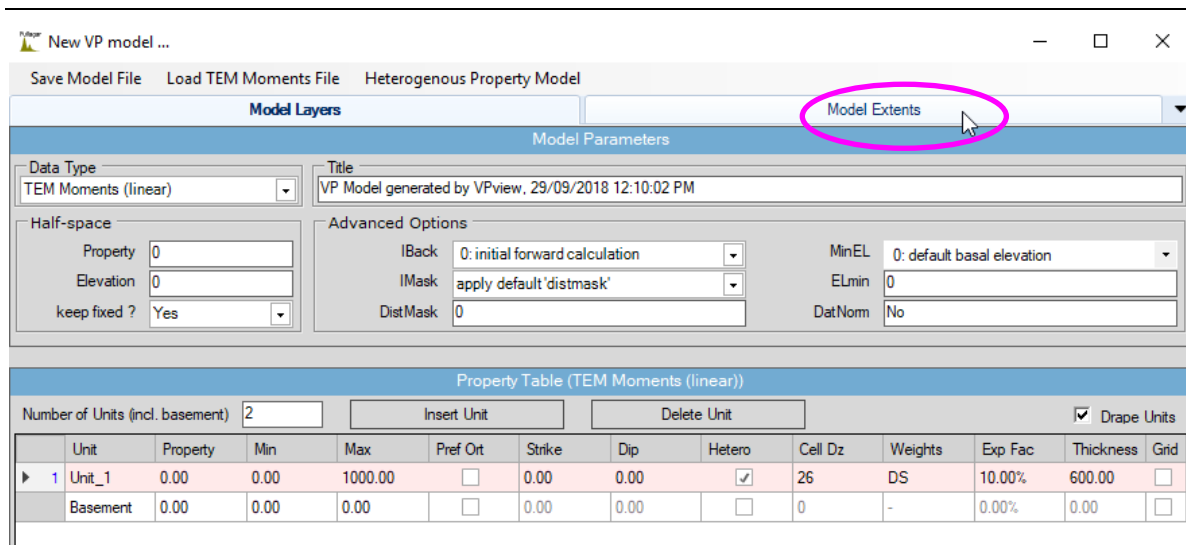 Fullagar
New VP model ...
Save Model File Load TEM Moments File Heterogenous Property Model
Model Layers Model Extents
Model Parameters
Data Type Title
TEM Moments (linear) VP Model generated by VPview, 29/09/2018 12:10:02 PM
Half-space Advanced Options
Property 0 IBack 0: initial forward calculation MinEL 0: default basal elevation
Elevation 0 IMask apply default 'distmask' ELmin 0
keep fixed ? Yes DistMask 0 DatNorm No
Property Table (TEM Moments (linear))
Number of Units (incl. basement) 2 Insert Unit Delete Unit Drape Units
Unit Property Min Max Pref Ort Strike Dip Hetero Cell Dz Weights Exp Fac Thickness Grid
1 Unit_1 0.00 0.00 1000.00 0.00 0.00 26 DS 10.00% 600.00
Basement 0.00 0.00 0.00 0.00 0.00 0 - 0.00% 0.00